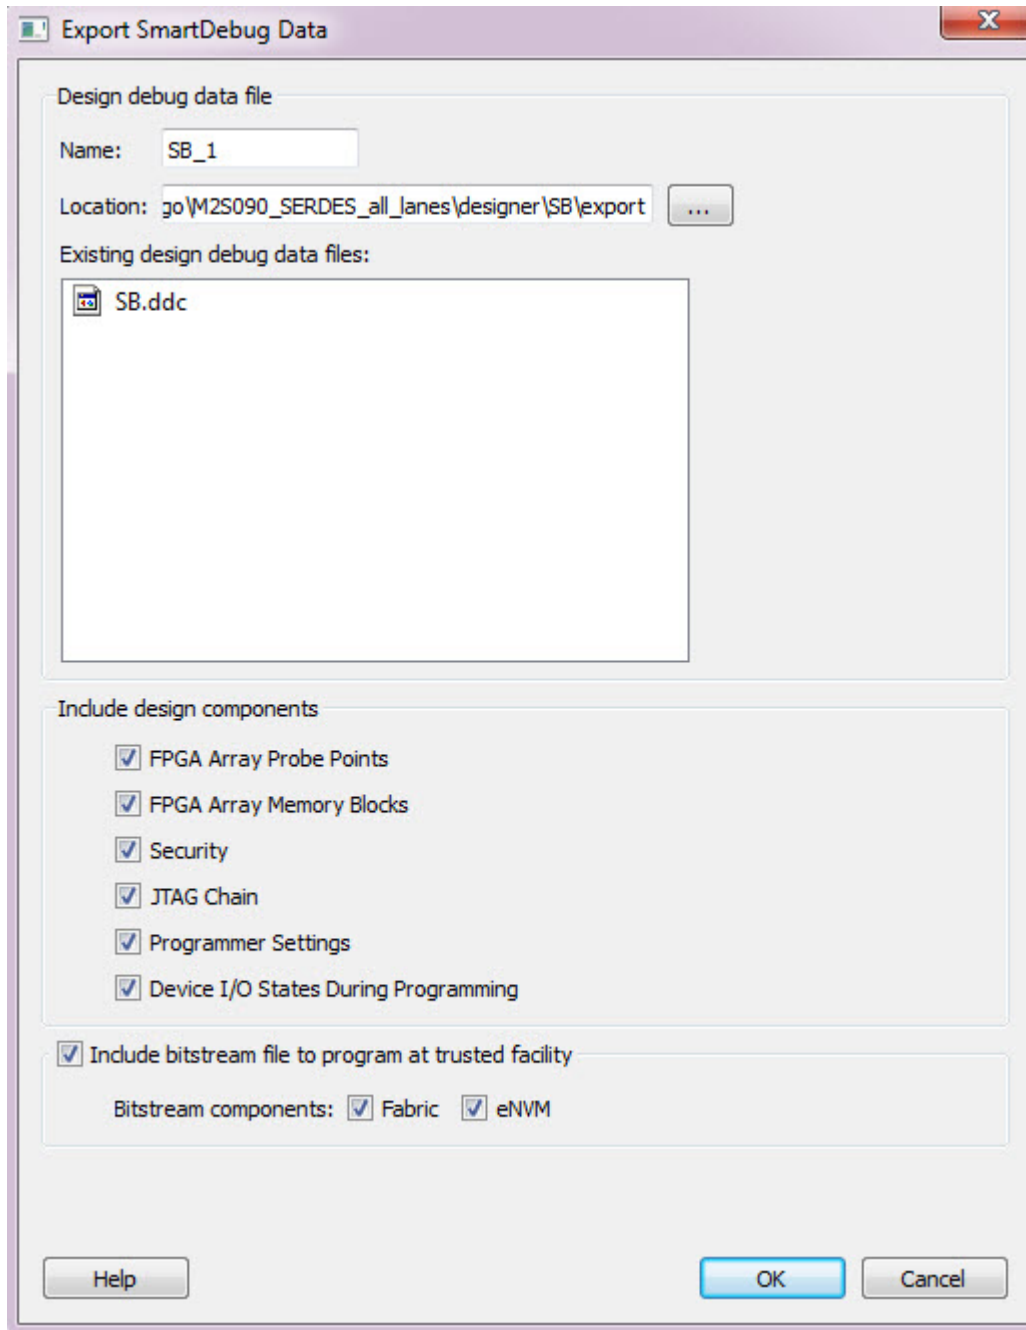 Export SmartDebug Data
Design debug data file
Name: SB_1
Location: go\M2S090_SERDES_all_lanes\designer\SB\export ...
Existing design debug data files:
SB.ddc
Include design components
FPGA Array Probe Points
FPGA Array Memory Blocks
Security
JTAG Chain
Programmer Settings
Device I/O States During Programming
Include bitstream file to program at trusted facility
Bitstream components: Fabric eNVM
Help OK Cancel